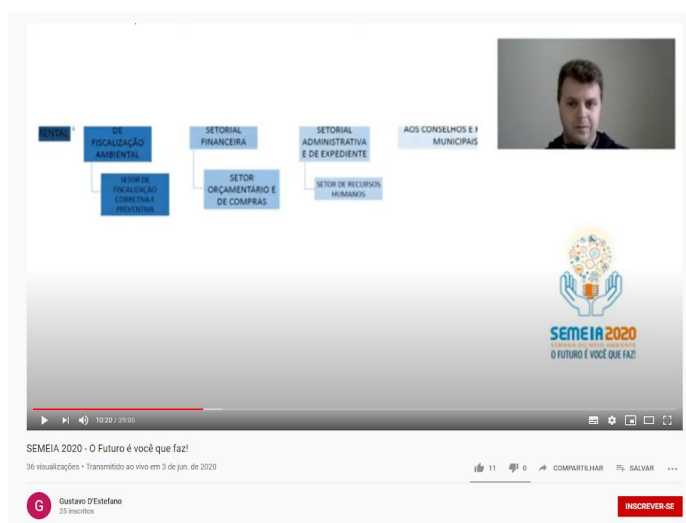 MENTAL
DE
FISCALIZAÇÃO
AMBIENTAL
SETOR DE
FISCALIZAÇÃO
CORRETIVA E
PREVENTIVA
SETORIAL
FINANCEIRA
SETOR
ORÇAMENTÁRIO E
DE COMPRAS
SETORIAL
ADMINISTRATIVA
E DE EXPEDIENTE
SETOR DE RECURSOS
HUMANOS
AOS CONSELHOS E
MUNICIPAIS
SEMEIA 2020
SEMANA DO MEIO AMBIENTE
O FUTURO É VOCÊ QUE FAZ!
10:20 / 39:05
SEMEIA 2020 - O Futuro é você que faz!
36 visualizações • Transmitido ao vivo em 3 de jun. de 2020
11 0 COMPARTILHAR SALVAR
G
Gustavo D'Estefano
25 inscritos
INSCREVER-SE